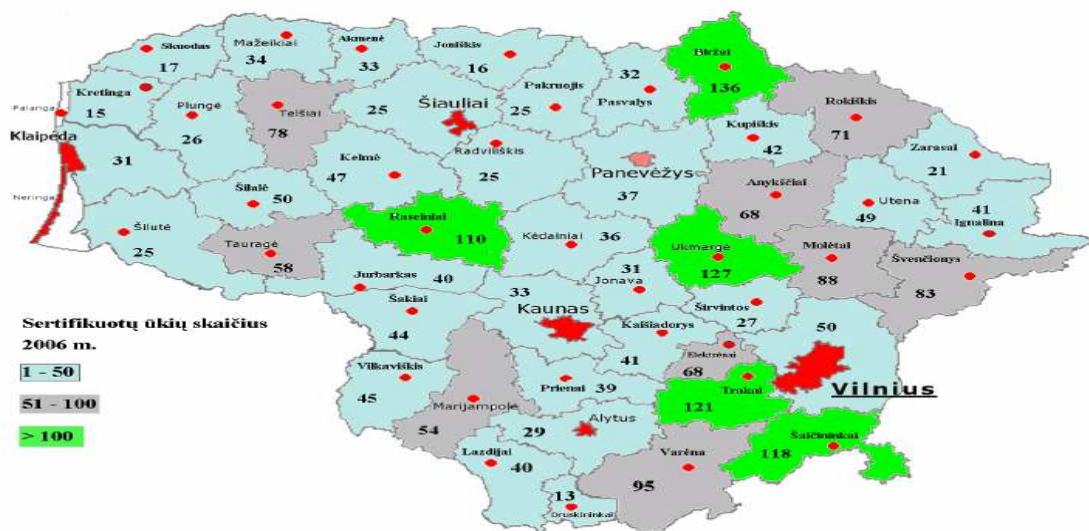 Skuodas
17
Mažeikiai
34
Akmenė
33
Joniškis
16
Pakruojis
25
32
Pasvalys
Biržai
136
Rokiškis
71
Kretinga
15
Palanga
Plungė
26
Telšiai
78
25
Šiauliai
Kupiškis
42
Zarasai
21
Klaipėda
31
Kelmė
47
Radviliškis
25
Panevėžys
37
Anykščiai
68
Utena
49
41
Ignalina
Neringa
Šilalė
50
Šilutė
25
Tauragė
58
Raseiniai
110
Kėdainiai
36
Ukmergė
127
Molėtai
88
Švenčionys
83
Jurbarkas
40
33
Kaunas
31
Jonava
Širvintos
27
Šakiai
44
Kaišiadorys
41
50
Vilnius
Elektrėnai
68
Trakai
121
Vilkaviškis
45
Marijampolė
54
Prienai
39
29
Alytus
Šalčininkai
118
Lazdijai
40
Varėna
95
13
Druskininkai
Sertifikuotų ūkių skaičius
2006 m.
1 - 50
51 - 100
> 100